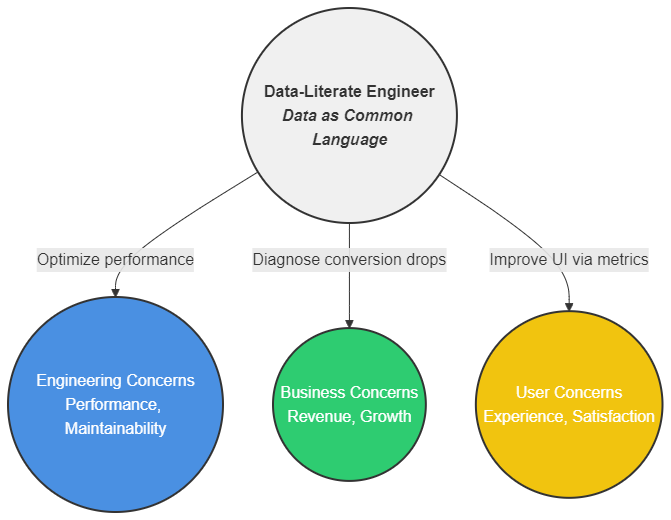 Data-Literate Engineer
Data as Common
Language
Optimize performance
Diagnose conversion drops
Improve UI via metrics
Engineering Concerns
Performance,
Maintainability
Business Concerns
Revenue, Growth
User Concerns
Experience, Satisfaction